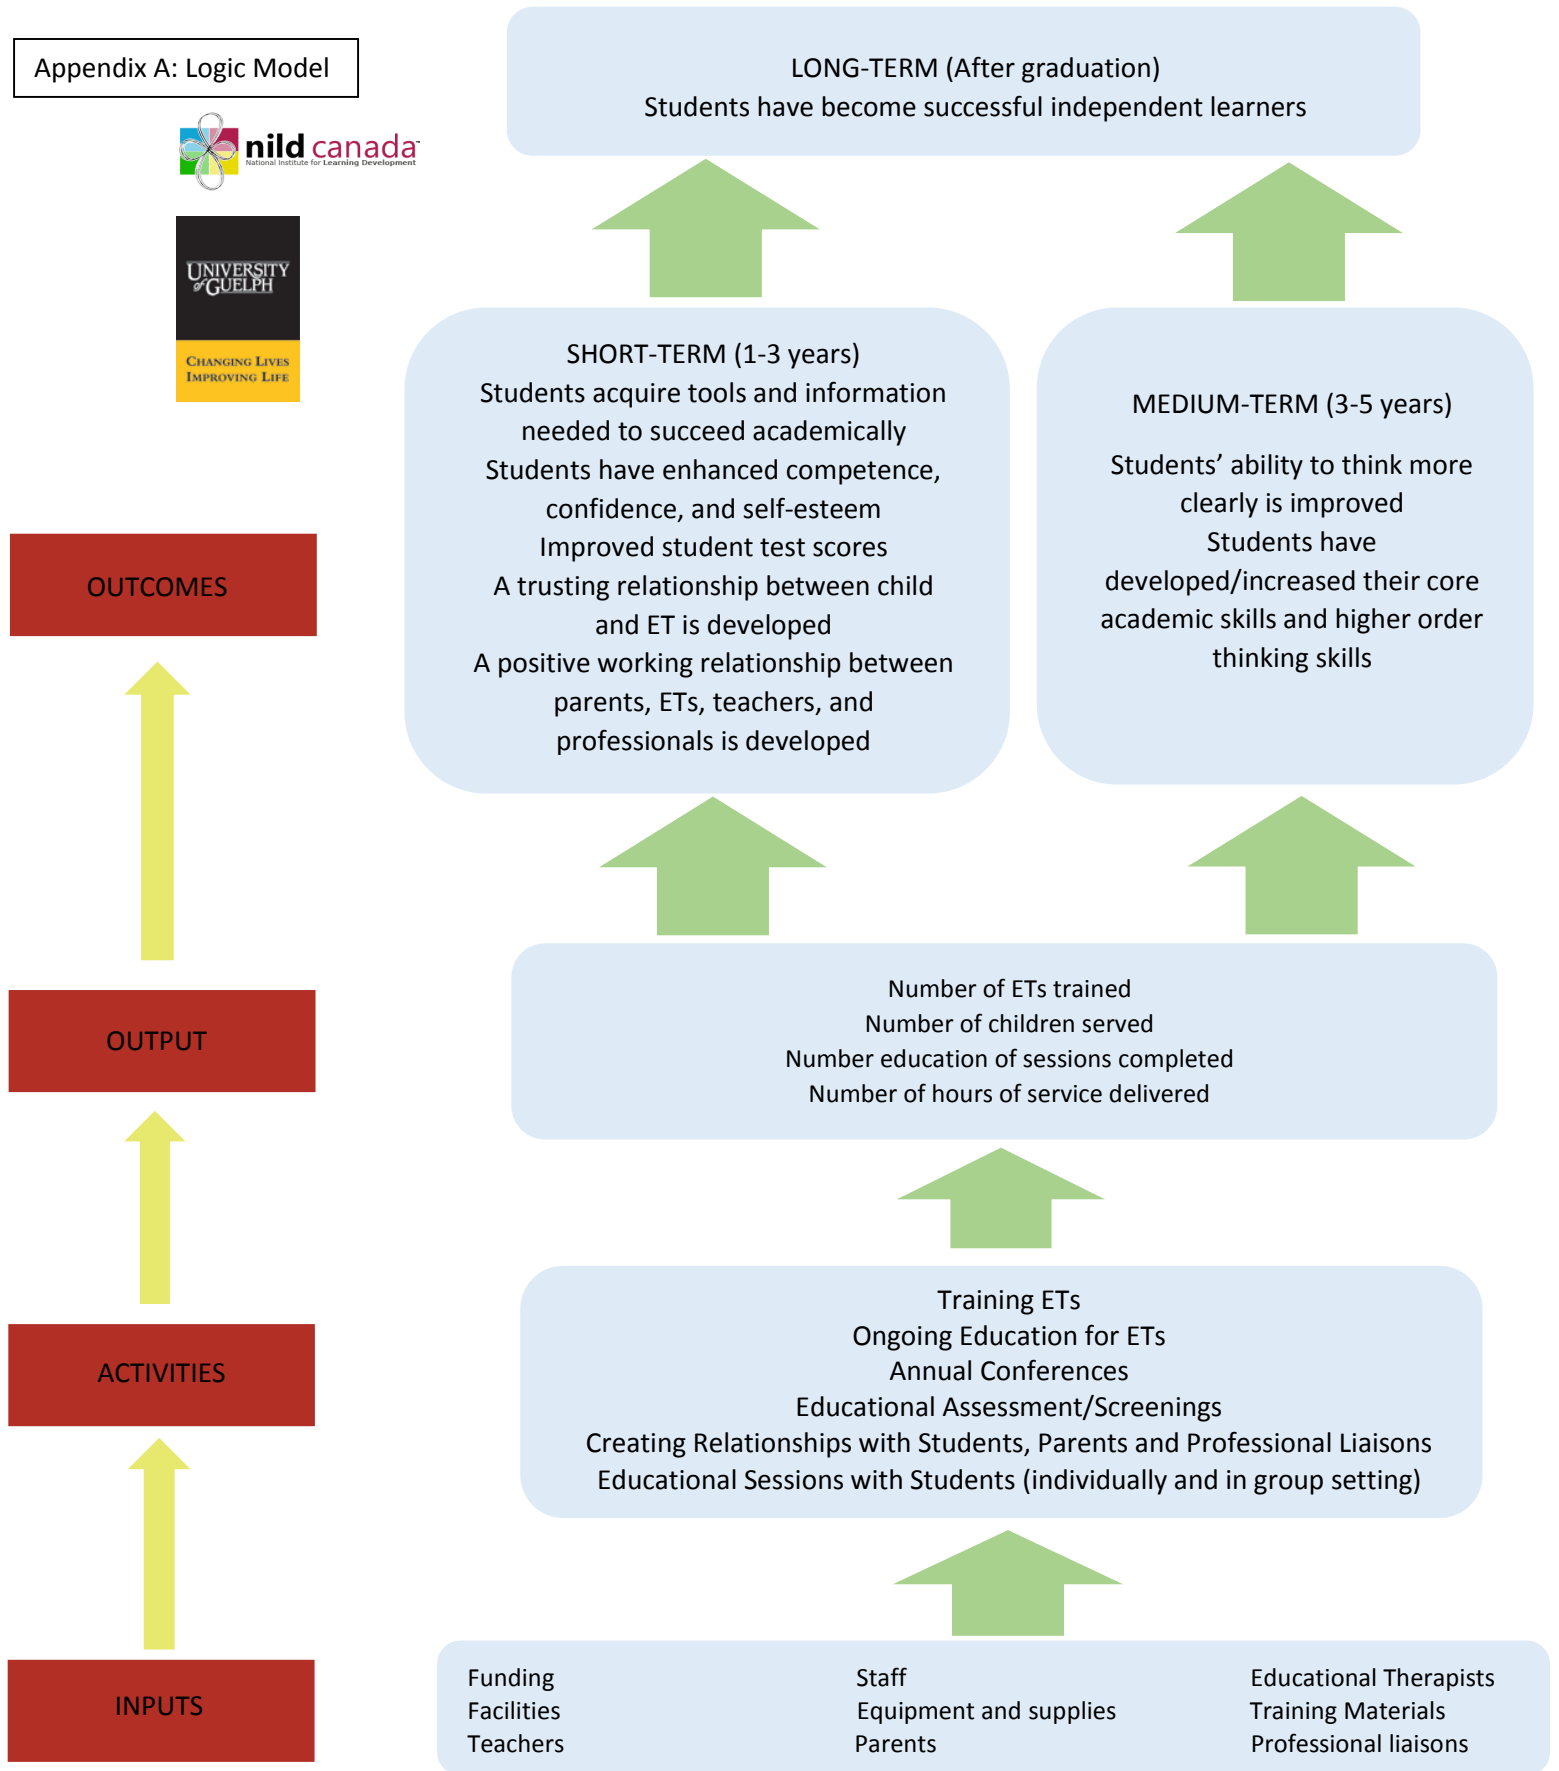 Appendix A: Logic Model
nild canada™
National Institute for Learning Development
UNIVERSITY
of GUELPH
CHANGING LIVES
IMPROVING LIFE
LONG-TERM (After graduation)
Students have become successful independent learners
SHORT-TERM (1-3 years)
Students acquire tools and information
needed to succeed academically
Students have enhanced competence,
confidence, and self-esteem
Improved student test scores
A trusting relationship between child
and ET is developed
A positive working relationship between
parents, ETs, teachers, and
professionals is developed
MEDIUM-TERM (3-5 years)
Students’ ability to think more
clearly is improved
Students have
developed/increased their core
academic skills and higher order
thinking skills
OUTCOMES
OUTPUT
Number of ETs trained
Number of children served
Number education of sessions completed
Number of hours of service delivered
ACTIVITIES
Training ETs
Ongoing Education for ETs
Annual Conferences
Educational Assessment/Screenings
Creating Relationships with Students, Parents and Professional Liaisons
Educational Sessions with Students (individually and in group setting)
INPUTS
Funding
Facilities
Teachers
Staff
Equipment and supplies
Parents
Educational Therapists
Training Materials
Professional liaisons